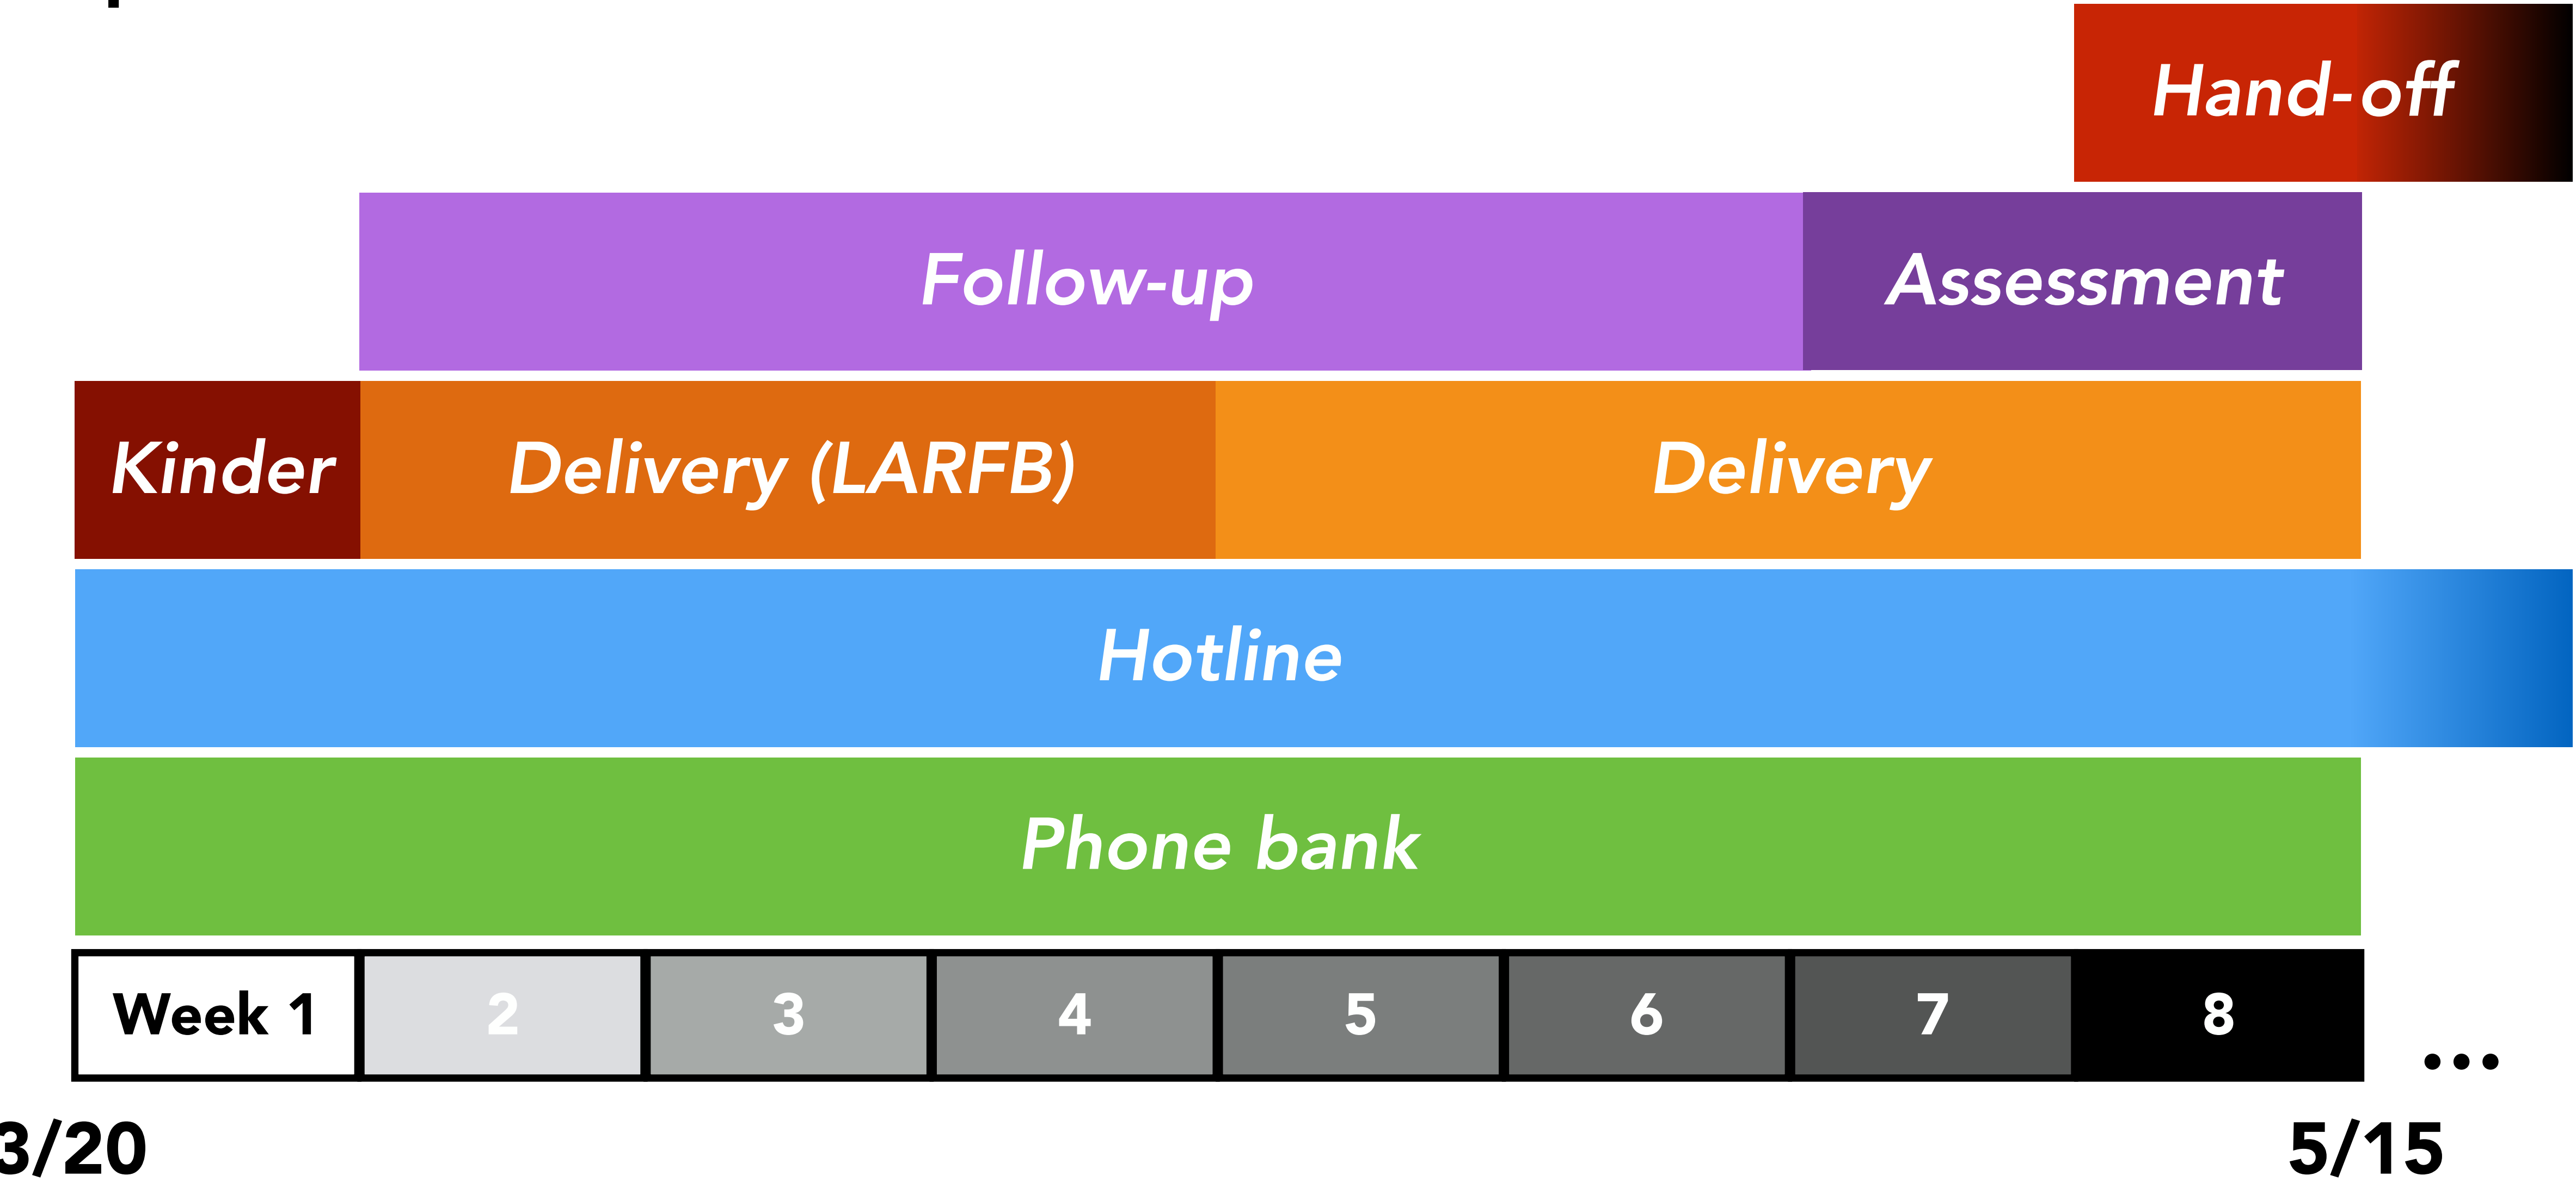 Hand-off
Follow-up Assessment
Kinder Delivery (LARFB) Delivery
Hotline
Phone bank
Week 1 2 3 4 5 6 7 8 ...
3/20 5/15